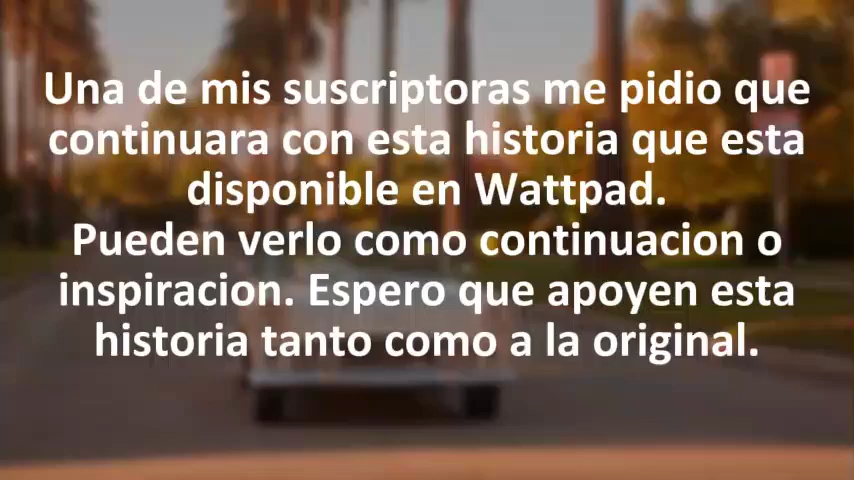 Una de mis suscriptoras me pidio que
continuara con esta historia que esta
disponible en Wattpad.
Pueden verlo como continuacion o
inspiracion. Espero que apoyen esta
historia tanto como a la original.